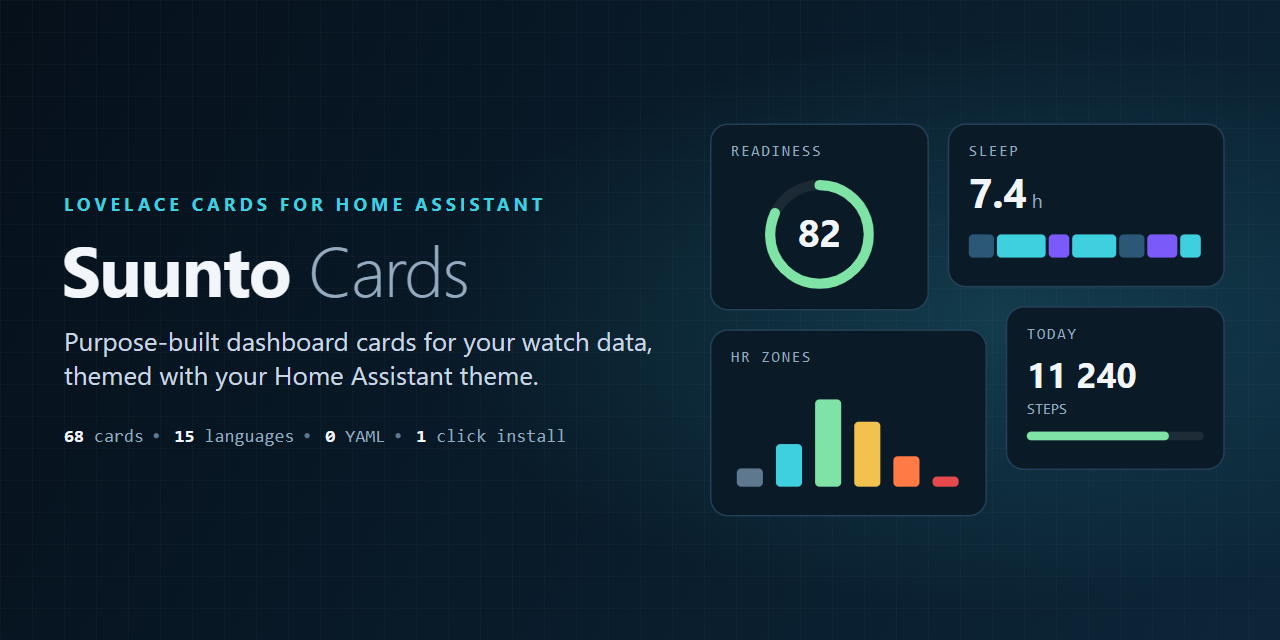 LOVELACE CARDS FOR HOME ASSISTANT
Suunto Cards
Purpose-built dashboard cards for your watch data,
themed with your Home Assistant theme.
68 cards • 15 languages • 0 YAML • 1 click install
READINESS
82
SLEEP
7.4 h
HR ZONES
TODAY
11 240
STEPS